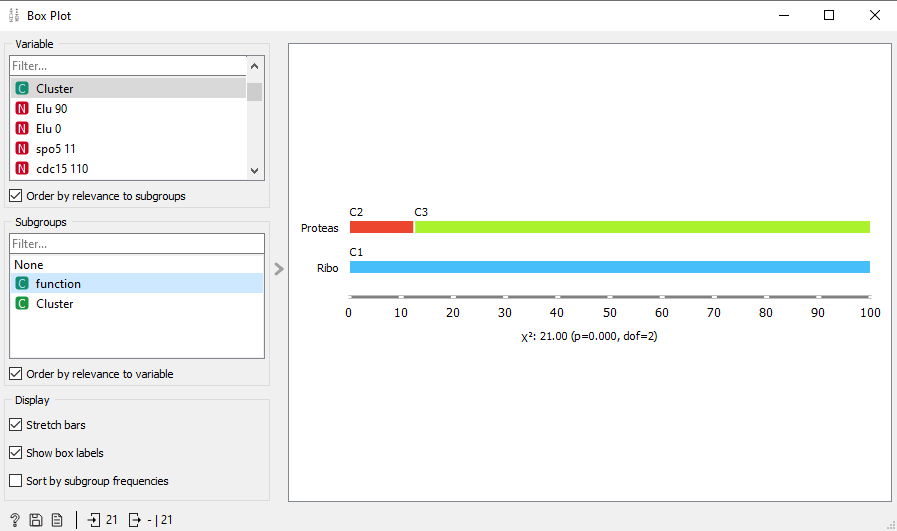 Box Plot
Variable
Filter...
C Cluster
N Elu 90
N Elu 0
N spo5 11
N cdc15 110
Order by relevance to subgroups
Subgroups
Filter...
None
C function
C Cluster
Order by relevance to variable
Display
Stretch bars
Show box labels
Sort by subgroup frequencies
? 21 - | 21
C2 C3
Proteas
C1
Ribo
0 10 20 30 40 50 60 70 80 90 100
χ²: 21.00 (p=0.000, dof=2)